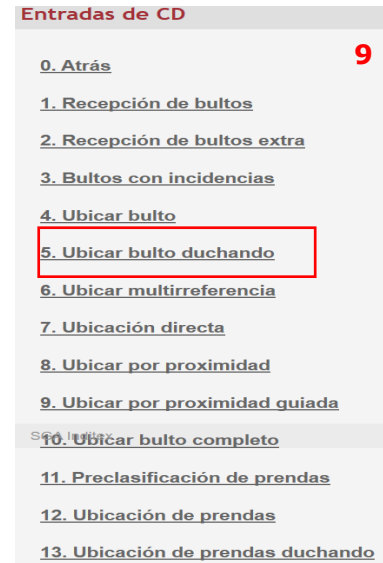 Entradas de CD
9
0. Atrás
1. Recepción de bultos
2. Recepción de bultos extra
3. Bultos con incidencias
4. Ubicar bulto
5. Ubicar bulto duchando
6. Ubicar multirreferencia
7. Ubicación directa
8. Ubicar por proximidad
9. Ubicar por proximidad guiada
SGA Inditex
10. Ubicar bulto completo
11. Preclasificación de prendas
12. Ubicación de prendas
13. Ubicación de prendas duchando